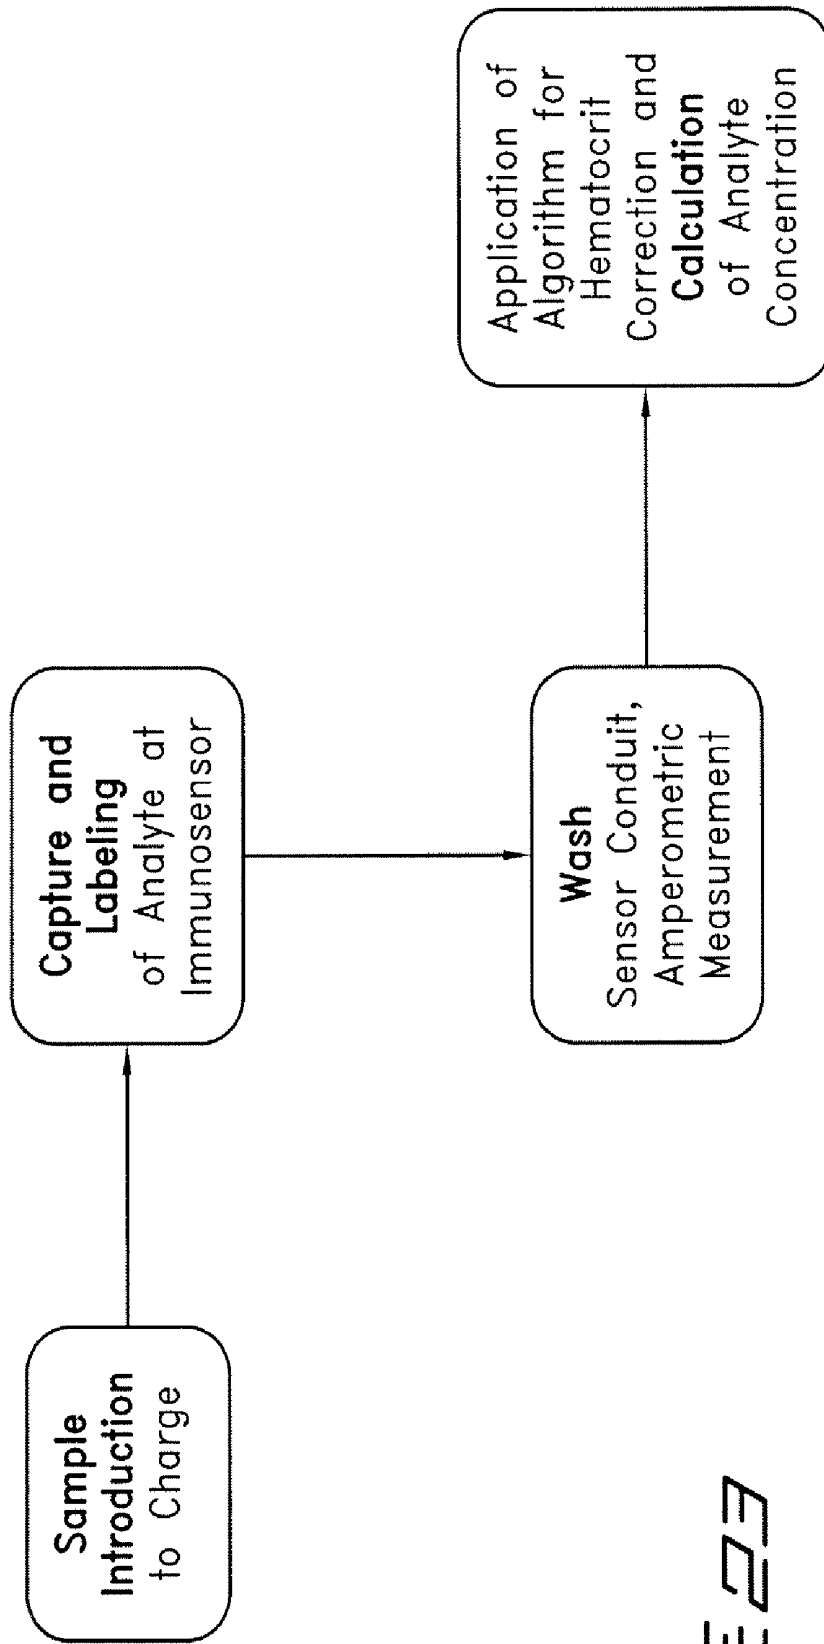 Sample
Introduction
to Charge
Capture and
Labeling
of Analyte at
Immunosensor
Wash
Sensor Conduit,
Amperometric
Measurement
Application of
Algorithm for
Hematocrit
Correction and
Calculation
of Analyte
Concentration
E 23